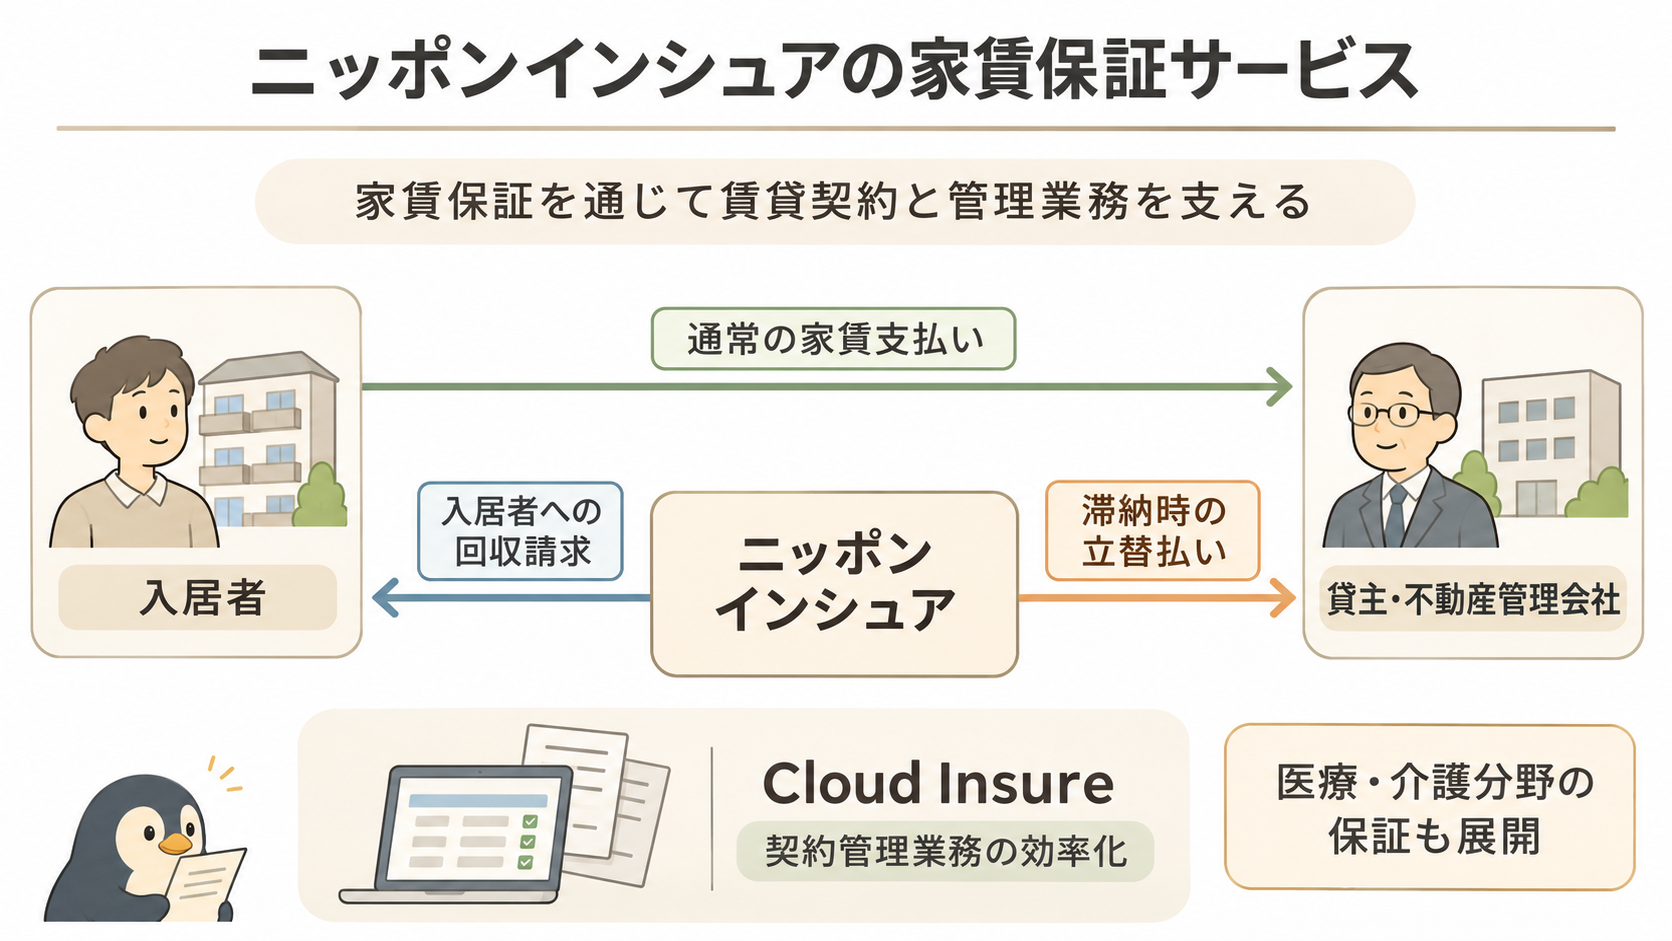 ニッポンインシュアの家賃保証サービス
家賃保証を通じて賃貸契約と管理業務を支える
通常の家賃支払い
入居者への
回収請求
滞納時の
立替払い
ニッポン
インシュア
入居者
貸主・不動産管理会社
Cloud Insure
契約管理業務の効率化
医療・介護分野の
保証も展開